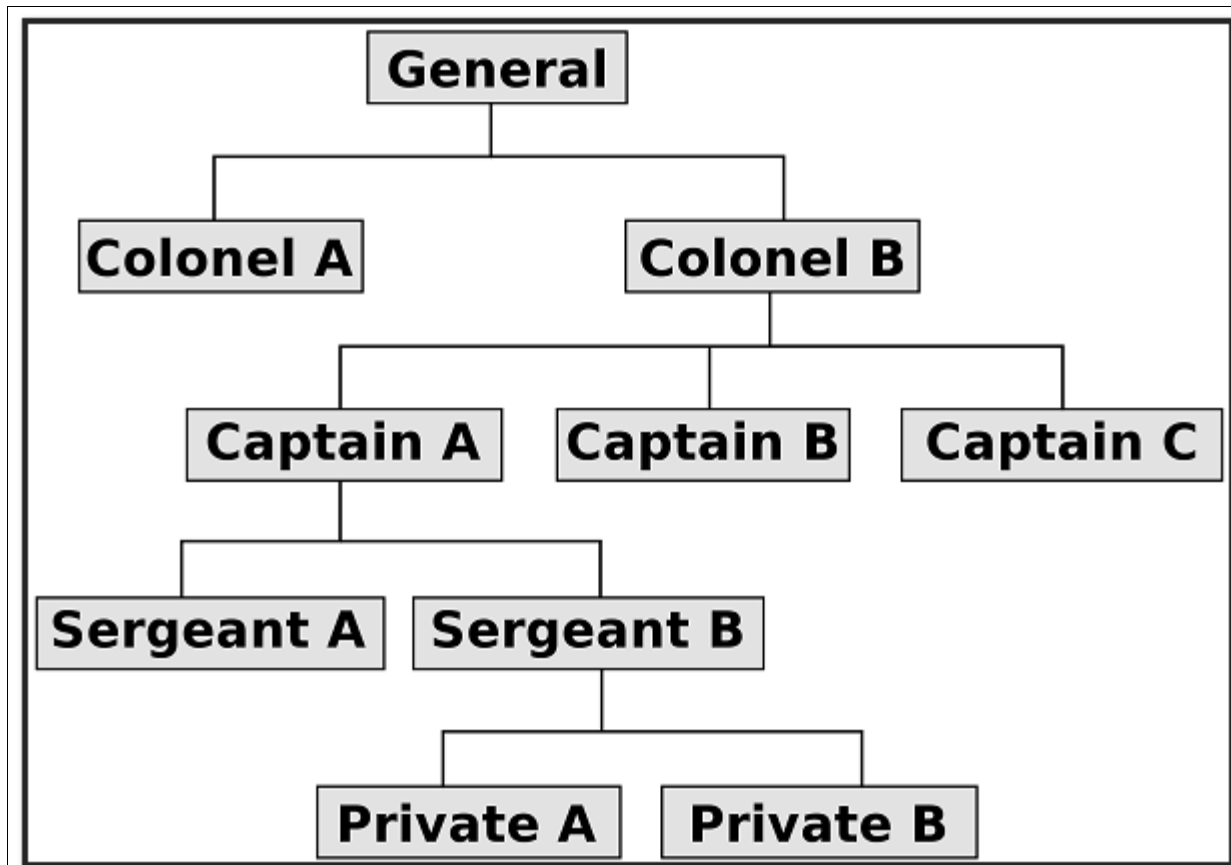 General
Colonel A
Colonel B
Captain A
Captain B
Captain C
Sergeant A
Sergeant B
Private A
Private B